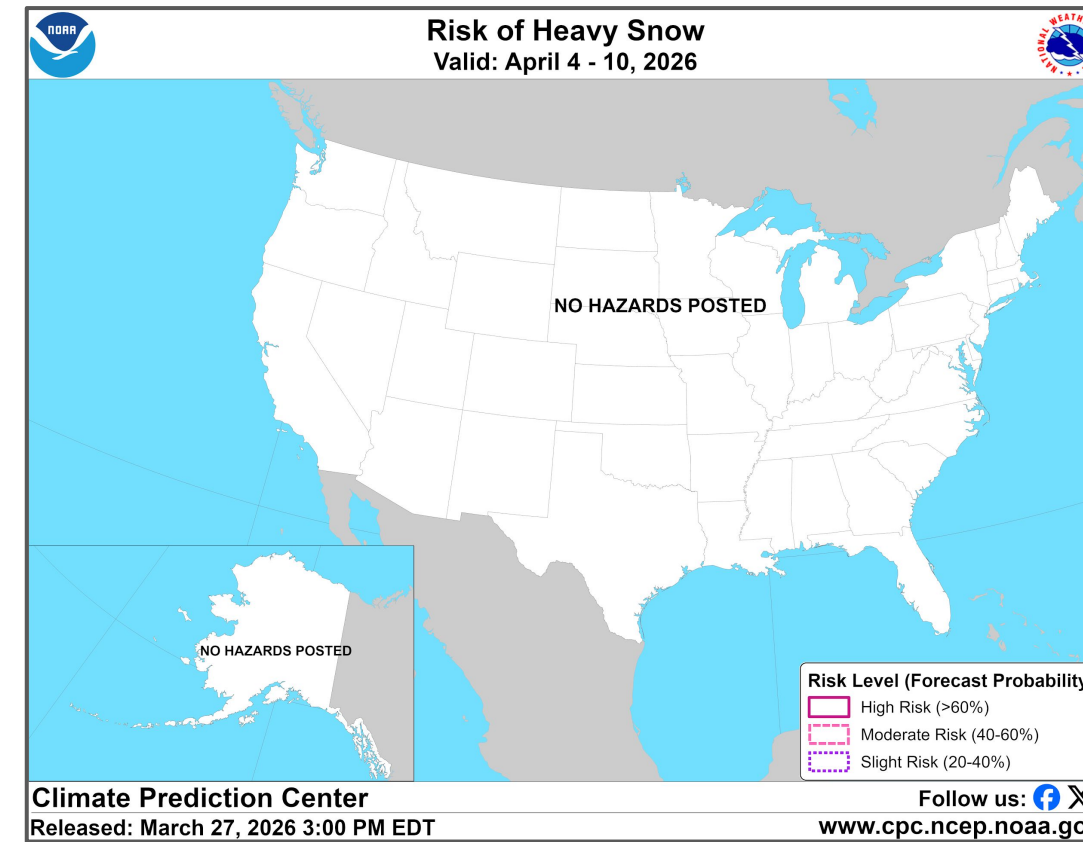 NOAA
Risk of Heavy Snow
Valid: April 4 - 10, 2026
NO HAZARDS POSTED
NO HAZARDS POSTED
Risk Level (Forecast Probability
High Risk (>60%)
Moderate Risk (40-60%)
Slight Risk (20-40%)
Climate Prediction Center
Follow us:
Released: March 27, 2026 3:00 PM EDT
www.cpc.ncep.noaa.go